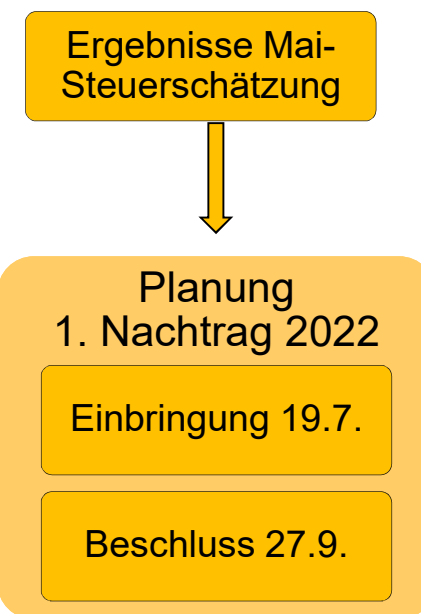 Ergebnisse Mai-
Steuerschätzung
Planung
1. Nachtrag 2022
Einbringung 19.7.
Beschluss 27.9.